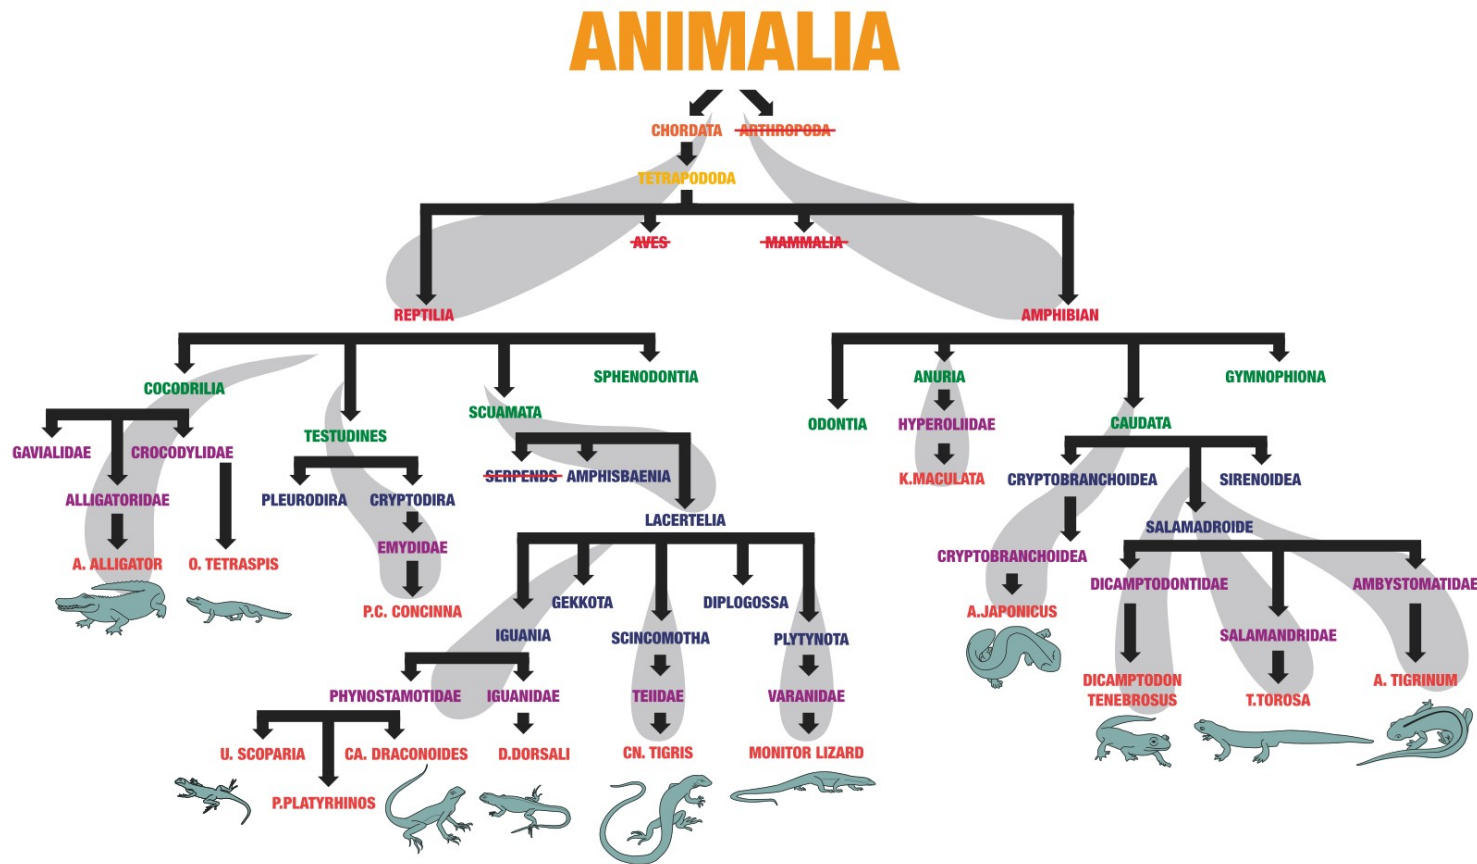 ANIMALIA
CHORDATA
ARTHROPODA
TETRAPODODA
AVES
MAMMALIA
REPTILIA
AMPHIBIAN
COCODRILIA
TESTUDINES
SCUAMATA
SPHENODONTIA
ODONTIA
ANURIA
CAUDATA
GYMNOPHIONA
GAVIALIDAE
CROCODYLIDAE
ALLIGATORIDAE
A. ALLIGATOR
O. TETRASPIS
PLEURODIRA
CRYPTODIRA
EMYDIDAE
P.C. CONCINNA
SERPENDS
AMPHISBAENIA
LACERTELIA
IGUANIA
GEKKOTA
SCINCOMOTHA
DIPLOGOSSA
PLYTYNOTA
PHYNOSTAMOTIDAE
IGUANIDAE
TEIIDAE
VARANIDAE
U. SCOPARIA
P.PLATYRHINOS
CA. DRACONOIDES
D.DORSALI
CN. TIGRIS
MONITOR LIZARD
HYPEROLIIDAE
K.MACULATA
CRYPTOBRANCHOIDEA
SIRENOIDEA
SALAMADROIDE
CRYPTOBRANCHOIDEA
A.JAPONICUS
DICAMPTODONTIDAE
SALAMANDRIDAE
AMBYSTOMATIDAE
DICAMPTODON
TENEBROSUS
T.TOROSA
A. TIGRINUM